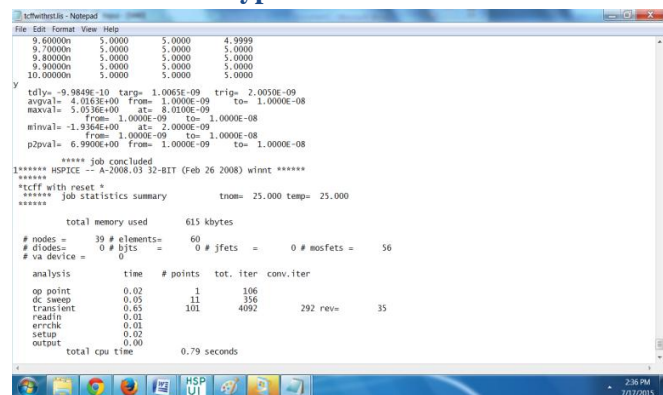 tcffwithrst.lis - Notepad
File Edit Format View Help
9.60000n 5.0000 5.0000 4.9999
9.70000n 5.0000 5.0000 5.0000
9.80000n 5.0000 5.0000 5.0000
9.90000n 5.0000 5.0000 5.0000
10.00000n 5.0000 5.0000 5.0000
y
tdly= -9.9849E-10 targ= 1.0065E-09 trig= 2.0050E-09
avgval= 4.0163E+00 from= 1.0000E-09 to= 1.0000E-08
maxval= 5.0536E+00 at= 8.0100E-09
from= 1.0000E-09 to= 1.0000E-08
minval= -1.9364E+00 at= 2.0000E-09
from= 1.0000E-09 to= 1.0000E-08
p2pval= 6.9900E+00 from= 1.0000E-09 to= 1.0000E-08
***** job concluded
1****** HSPICE -- A-2008.03 32-BIT (Feb 26 2008) winnt ******
******
*tcff with reset *
****** job statistics summary tnom= 25.000 temp= 25.000
******
total memory used 615 kbytes
# nodes = 39 # elements= 60
# diodes= 0 # bjts = 0 # jfets = 0 # mosfets = 56
# va device = 0
analysis time # points tot. iter conv.iter
op point 0.02 1 106
dc sweep 0.05 11 356
transient 0.65 101 4092 292 rev= 35
readin 0.01
errchk 0.01
setup 0.02
output 0.00
total cpu time 0.79 seconds
HSP
UI
2:36 PM
7/17/2015